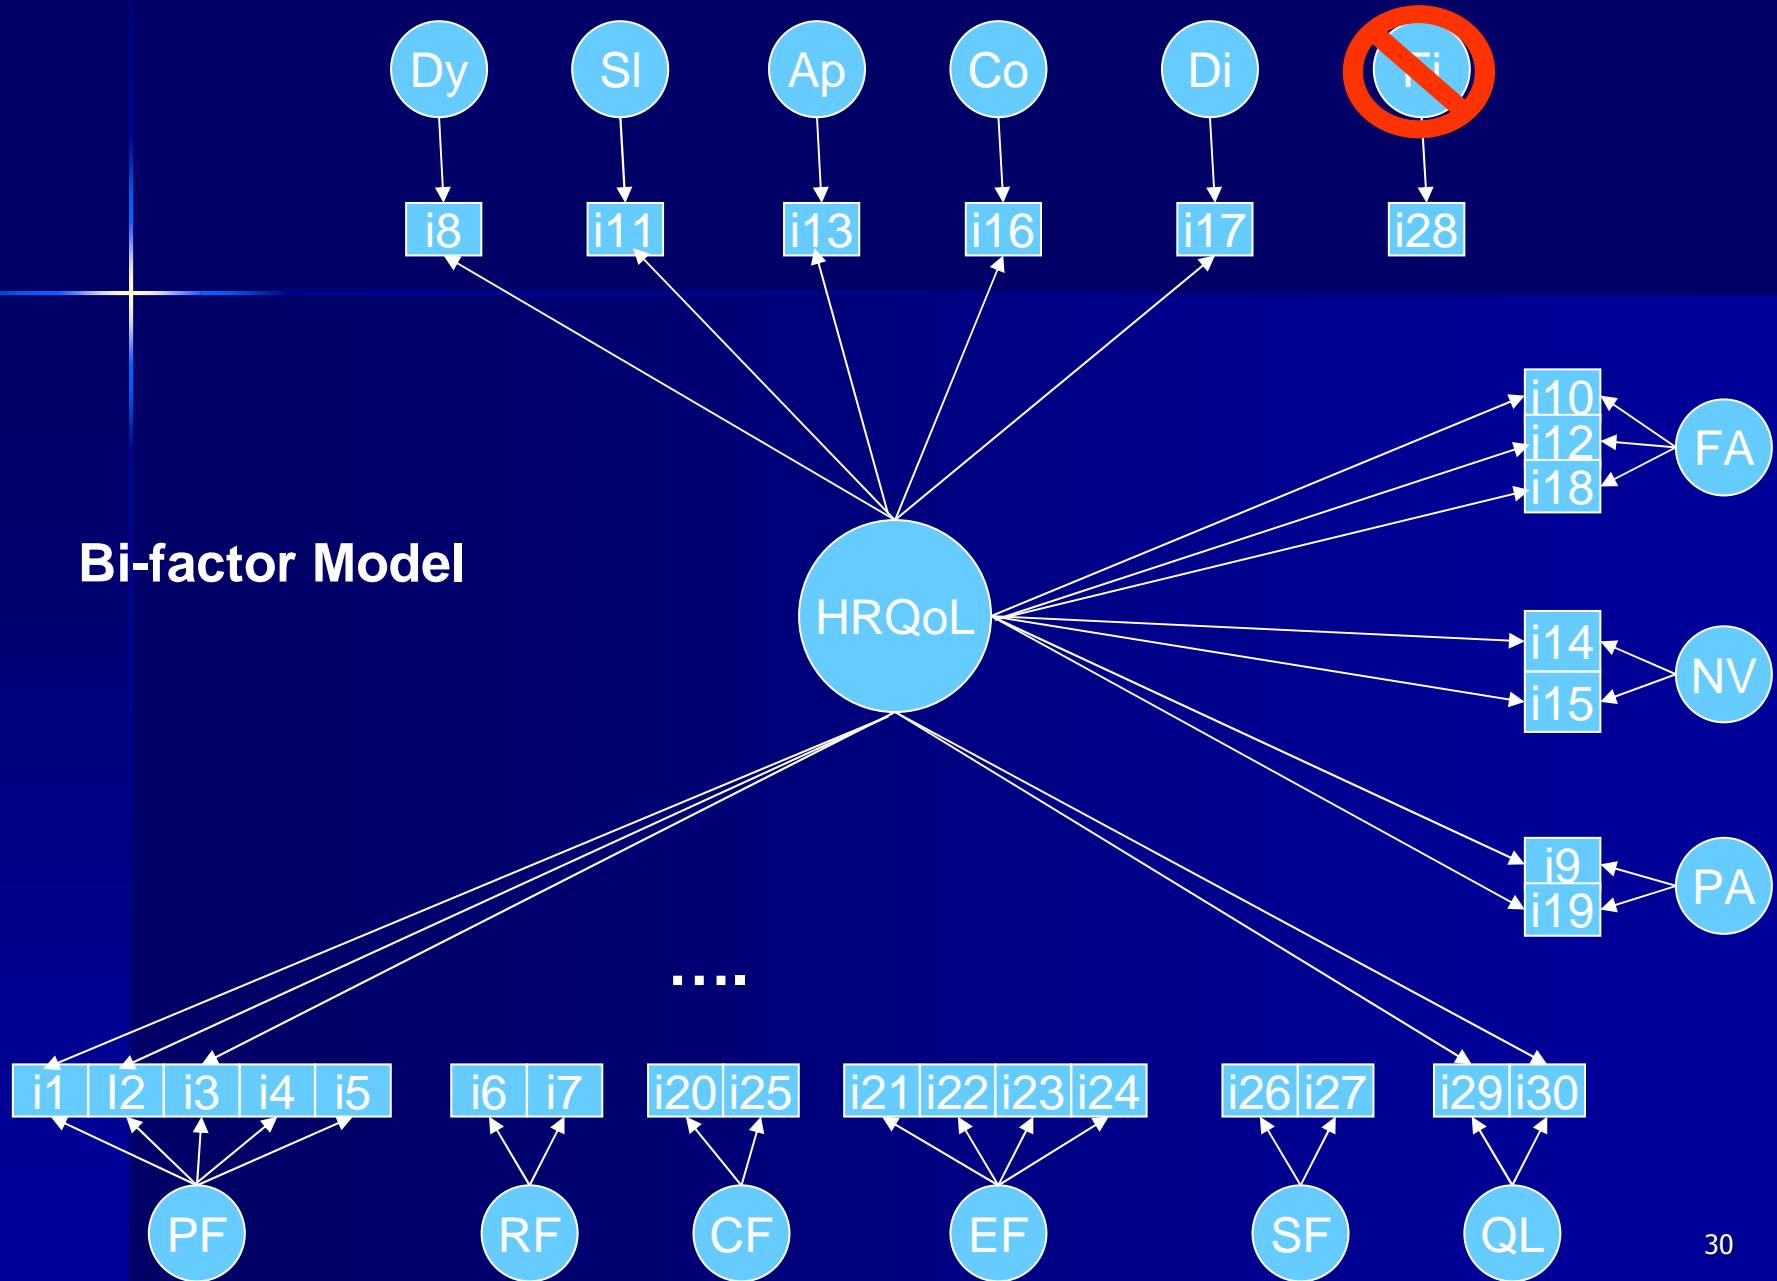 Dy Sl Ap Co Di Fi
i8 i11 i13 i16 i17 i28
i10
i12
i18
FA
Bi-factor Model
HRQoL
i14
i15
NV
i9
i19
PA
....
i1 I2 i3 i4 i5 i6 i7 i20 i25 i21 i22 i23 i24 i26 i27 i29 i30
PF RF CF EF SF QL
30